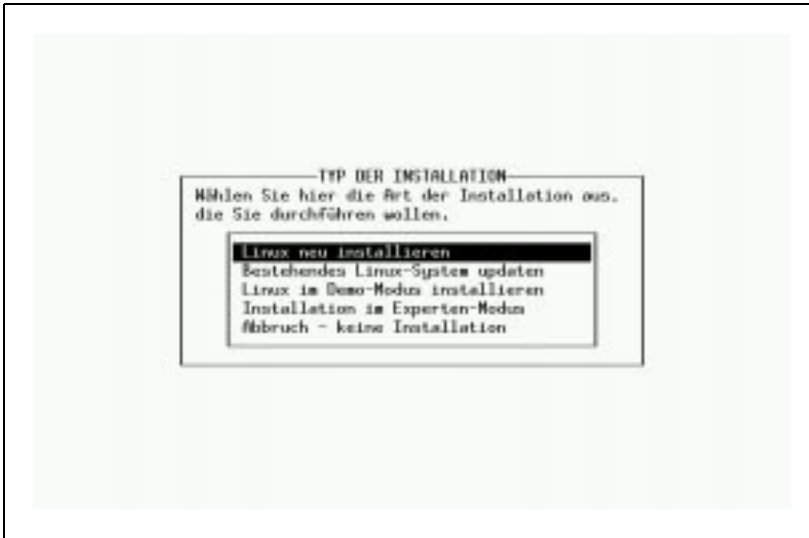 TYP DER INSTALLATION
Wählen Sie hier die Art der Installation aus,
die Sie durchführen wollen.
Linux neu installieren
Bestehendes Linux-System updaten
Linux im Demo-Modus installieren
Installation im Experten-Modus
Abbruch - keine Installation